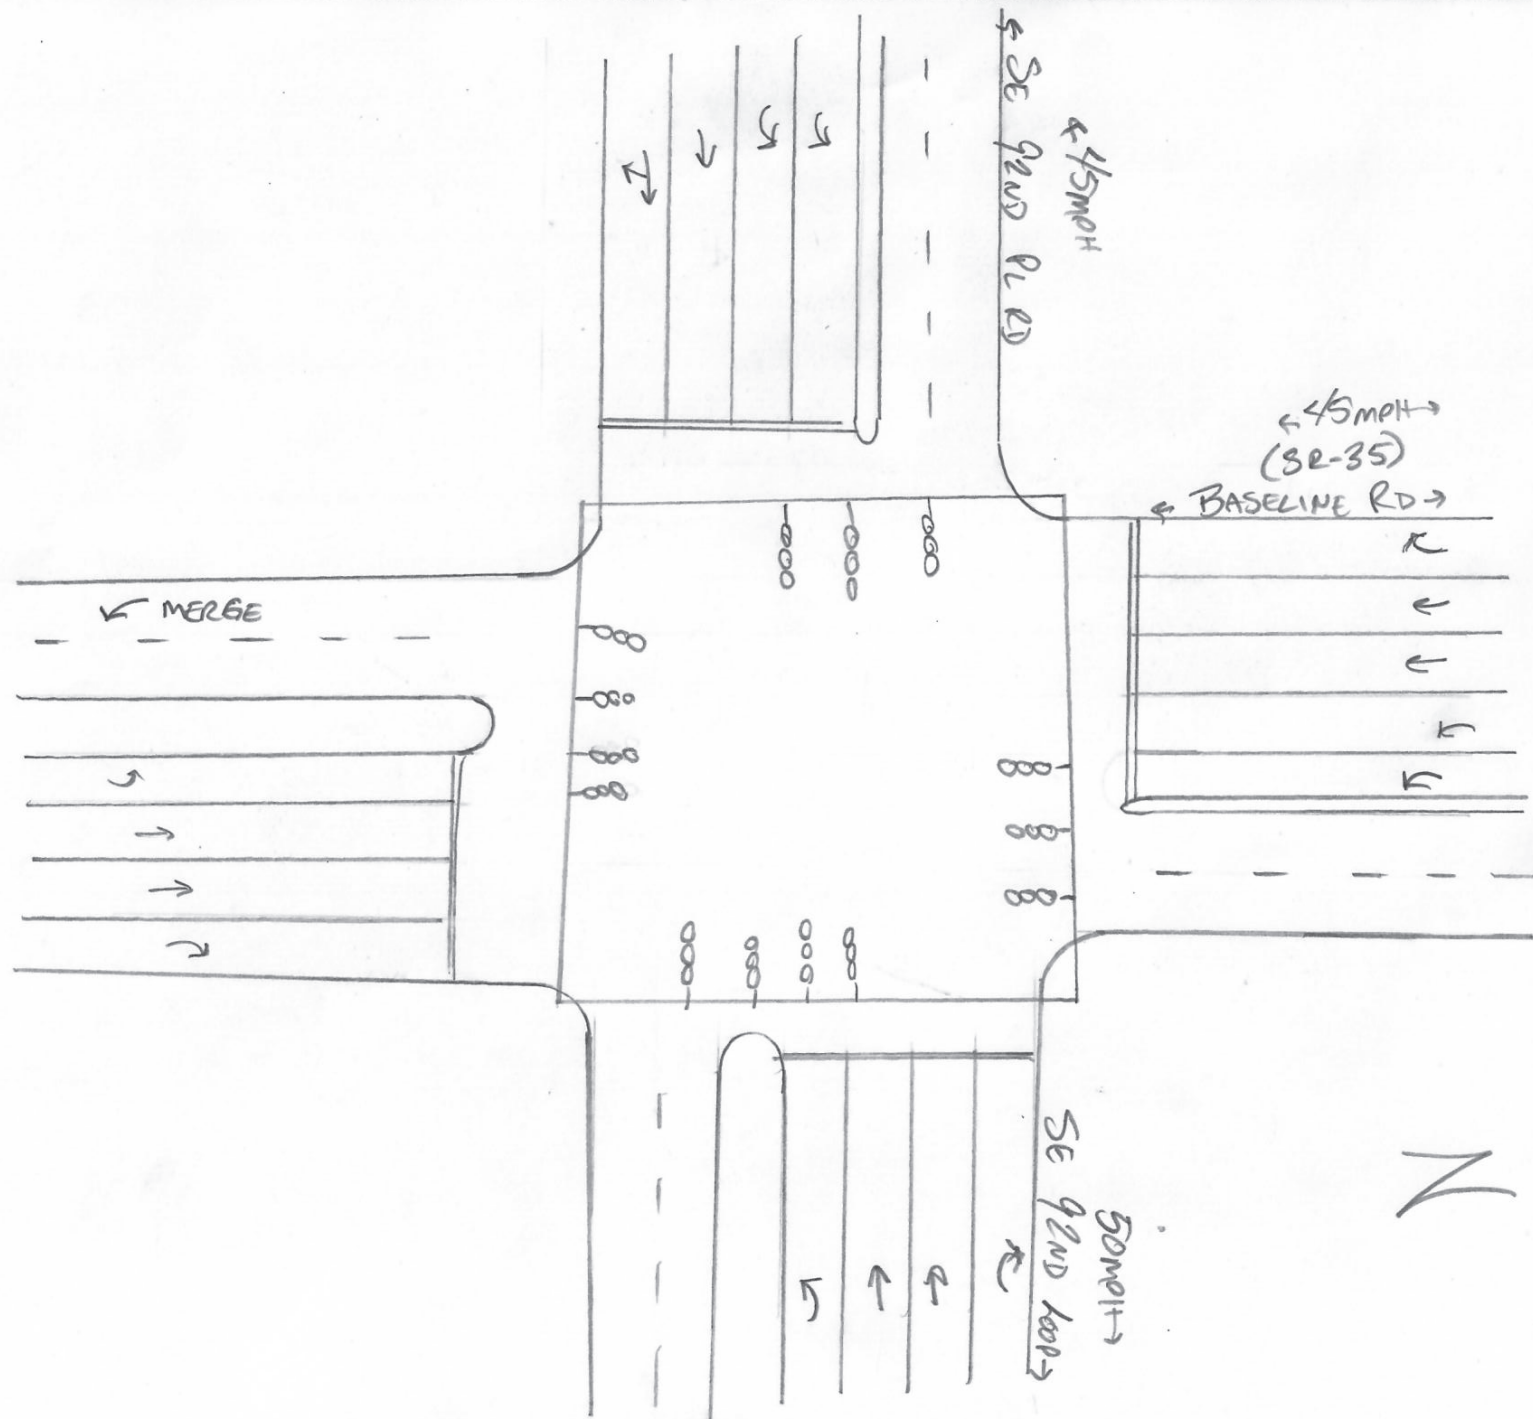 ← SE 92ND PL RD
← 45MPH
← 45MPH →
(SR-35)
← BASELINE RD →
← MERGE
50MPH →
SE 92ND LOOP →
N